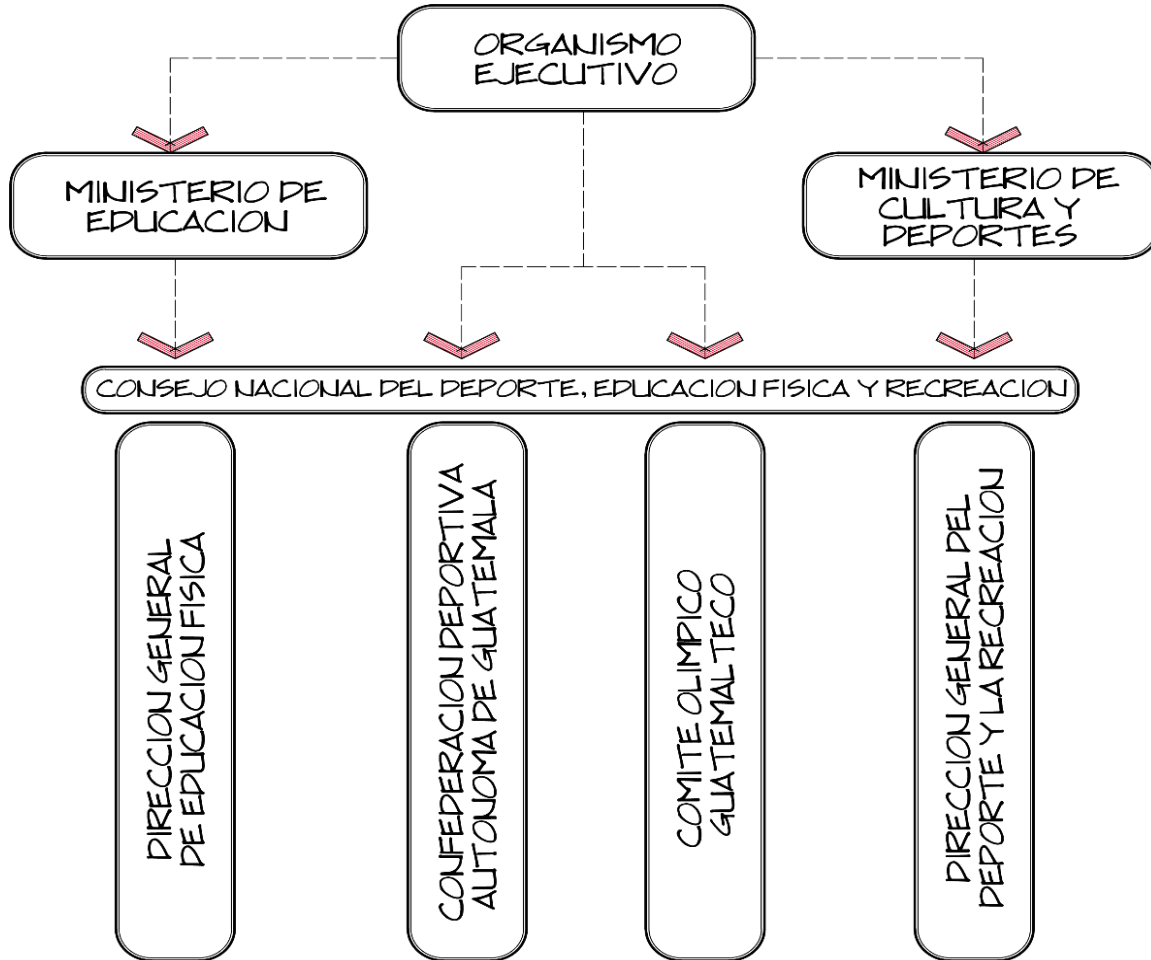 ORGANISMO
EJECUTIVO
MINISTERIO DE
EDUCACION
MINISTERIO DE
CULTURA Y
DEPORTES
CONSEJO NACIONAL DEL DEPORTE, EDUCACION FISICA Y RECREACION
DIRECCION GENERAL
DE EDUCACION FISICA
CONFEDERACION DEPORTIVA
AUTONOMA DE GUATEMALA
COMITE OLIMPICO
GUATEMALTECO
DIRECCION GENERAL DEL
DEPORTE Y LA RECREACION